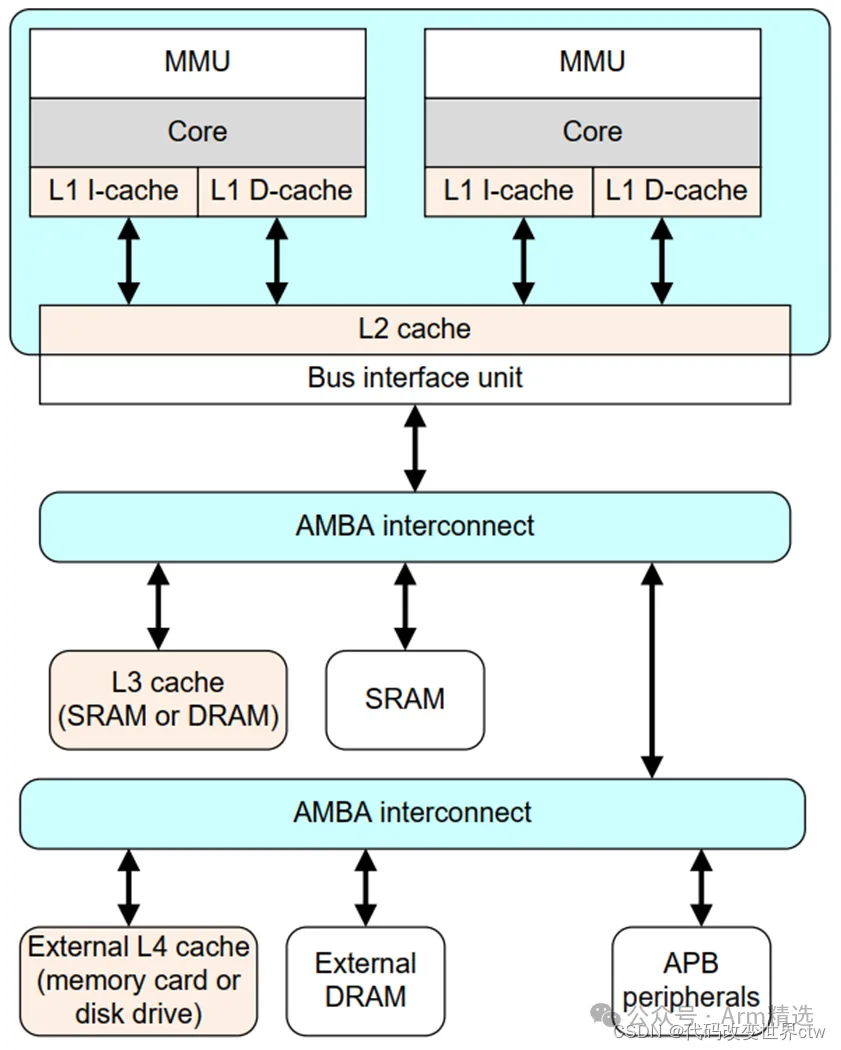 MMU
MMU
Core
Core
L1 I-cache
L1 D-cache
L1 I-cache
L1 D-cache
L2 cache
Bus interface unit
AMBA interconnect
L3 cache
(SRAM or DRAM)
SRAM
AMBA interconnect
External L4 cache
(memory card or
disk drive)
External
DRAM
APB
peripherals
公众号 · Arm精选
CSDN @代码改变世界ctw